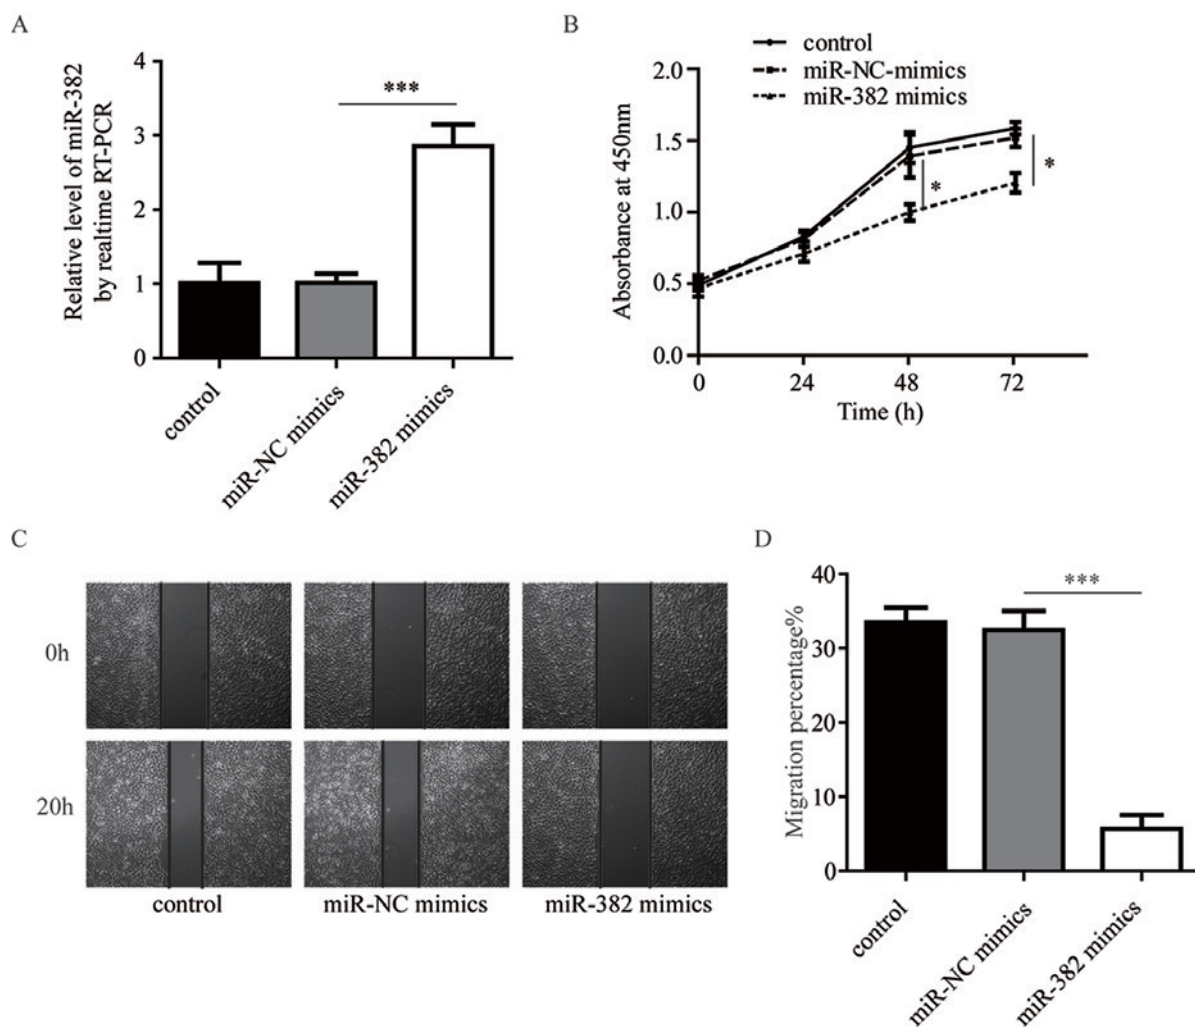 A
Relative level of miR-382
by realtime RT-PCR
4
3
2
1
0
***
control
miR-NC mimics
miR-382 mimics
B
control
miR-NC-mimics
miR-382 mimics
Absorbance at 450nm
2.0
1.5
1.0
0.5
0.0
*
*
0 24 48 72
Time (h)
C
0h
20h
control miR-NC mimics miR-382 mimics
D
Migration percentage%
40
30
20
10
0
***
control
miR-NC mimics
miR-382 mimics